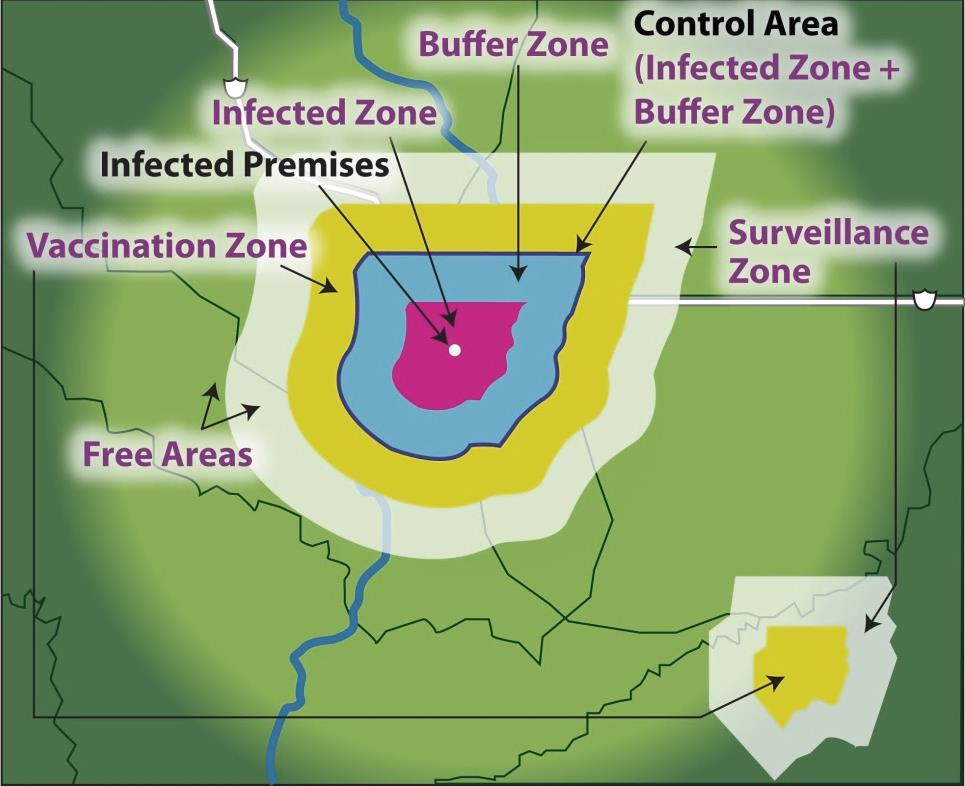 Control Area
(Infected Zone +
Buffer Zone)
Buffer Zone
Infected Zone
Infected Premises
Vaccination Zone
Surveillance
Zone
Free Areas